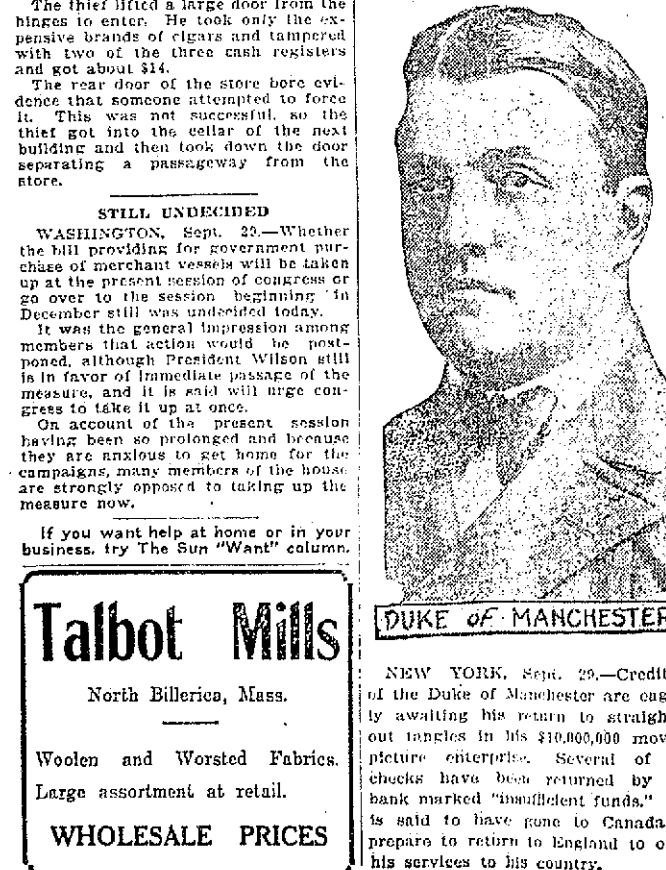 The thief lifted a large door from the
hinges to enter. He took only the ex-
pensive brands of cigars and tampered
with two of the three cash registers
and got about $14.
The rear door of the store bore evi-
dence that someone attempted to force
it. This was not successful, so the
thief got into the cellar of the next
building and then took down the door
separating a passageway from the
store.
STILL UNDECIDED
WASHINGTON, Sept. 29.—Whether
the bill providing for government pur-
chase of merchant vessels will be taken
up at the present session of congress or
go over to the session beginning in
December still was undecided today.
It was the general impression among
members that action would be post-
poned, although President Wilson still
is in favor of immediate passage of the
measure, and it is said will urge con-
gress to take it up at once.
On account of the present session
having been so prolonged and because
they are anxious to get home for the
campaigns, many members of the house
are strongly opposed to taking up the
measure now.
If you want help at home or in your
business, try The Sun "Want" column.
Talbot Mills
North Billerica, Mass.
Woolen and Worsted Fabrics.
Large assortment at retail.
WHOLESALE PRICES
DUKE OF MANCHESTER
NEW YORK, Sept. 29.—Credit
of the Duke of Manchester are eag
ly awaiting his return to straigh
out tangles in his $10,000,000 mov
picture enterprise. Several of
checks have been returned by
bank marked "insufficient funds."
is said to have gone to Canada
prepare to return to England to o
his services to his country.